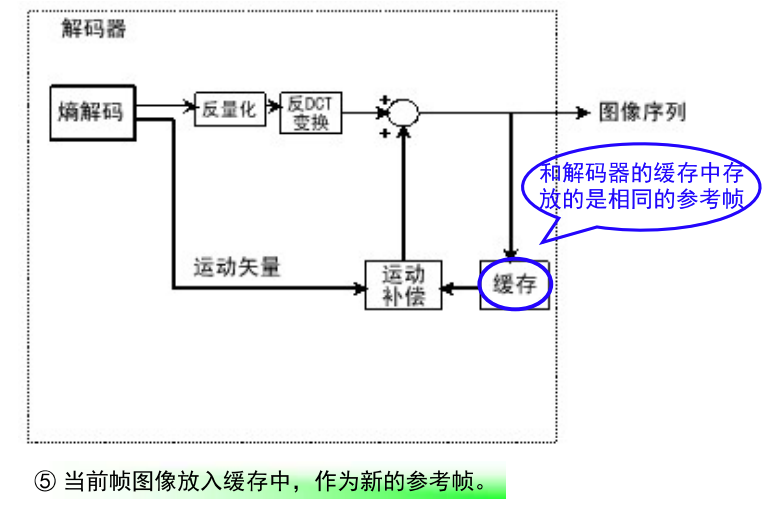 解码器
熵解码
反量化
反DCT
变换
图像序列
和解码器的缓存中存
放的是相同的参考帧
运动矢量
运动
补偿
缓存
⑤ 当前帧图像放入缓存中，作为新的参考帧。